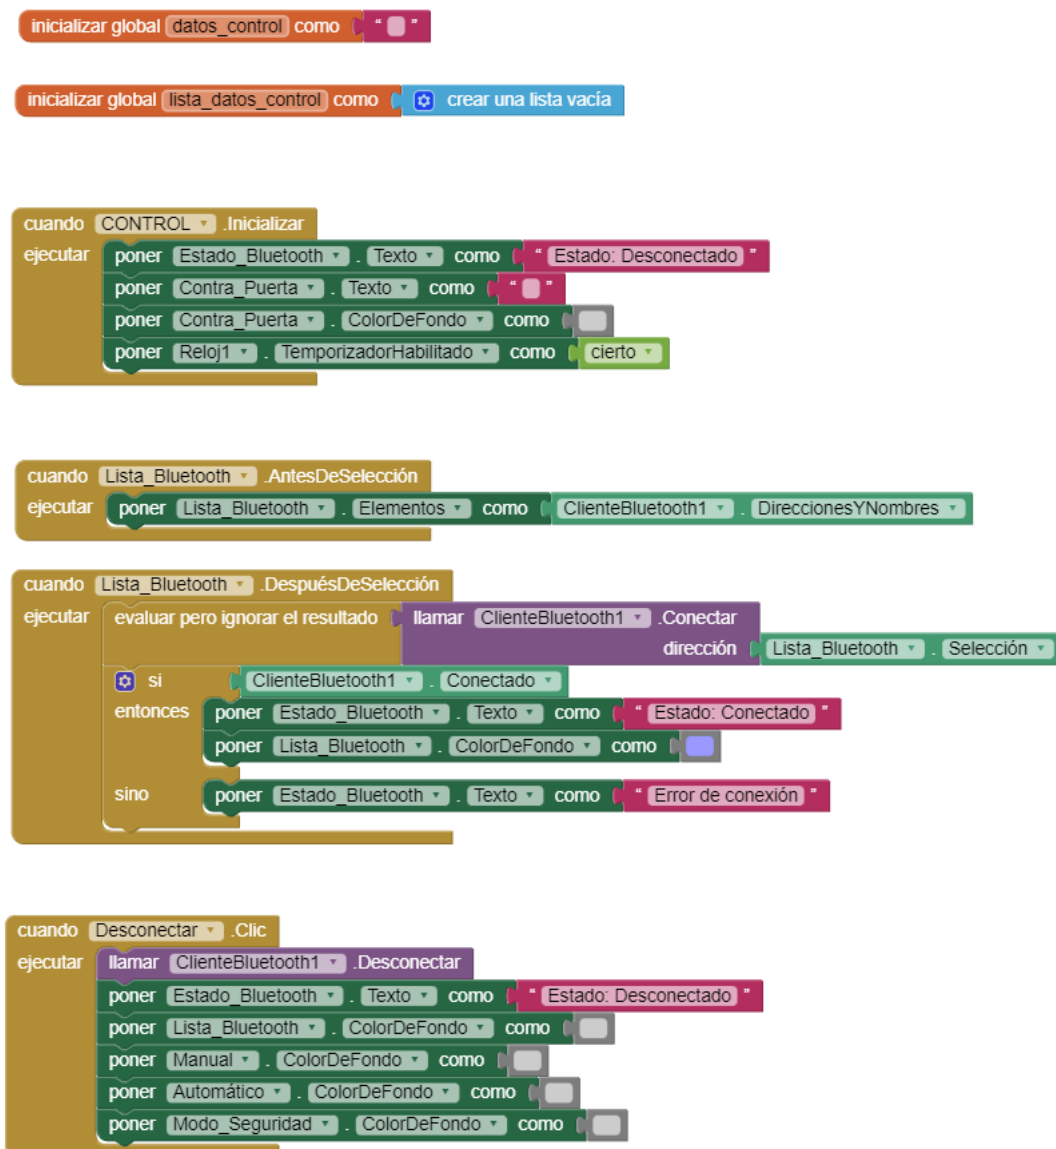 inicializar global datos_control como " "
inicializar global lista_datos_control como crear una lista vacía
cuando CONTROL .Inicializar
ejecutar poner Estado_Bluetooth . Texto como " Estado: Desconectado "
poner Contra_Puerta . Texto como " "
poner Contra_Puerta . ColorDeFondo como
poner Reloj1 . TemporizadorHabilitado como cierto
cuando Lista_Bluetooth .AntesDeSelección
ejecutar poner Lista_Bluetooth . Elementos como ClienteBluetooth1 . DireccionesYNombres
cuando Lista_Bluetooth .DespuésDeSelección
ejecutar evaluar pero ignorar el resultado llamar ClienteBluetooth1 .Conectar
dirección Lista_Bluetooth . Selección
si ClienteBluetooth1 . Conectado
entonces poner Estado_Bluetooth . Texto como " Estado: Conectado "
poner Lista_Bluetooth . ColorDeFondo como
sino poner Estado_Bluetooth . Texto como " Error de conexión "
cuando Desconectar .Clic
ejecutar llamar ClienteBluetooth1 .Desconectar
poner Estado_Bluetooth . Texto como " Estado: Desconectado "
poner Lista_Bluetooth . ColorDeFondo como
poner Manual . ColorDeFondo como
poner Automático . ColorDeFondo como
poner Modo_Seguridad . ColorDeFondo como